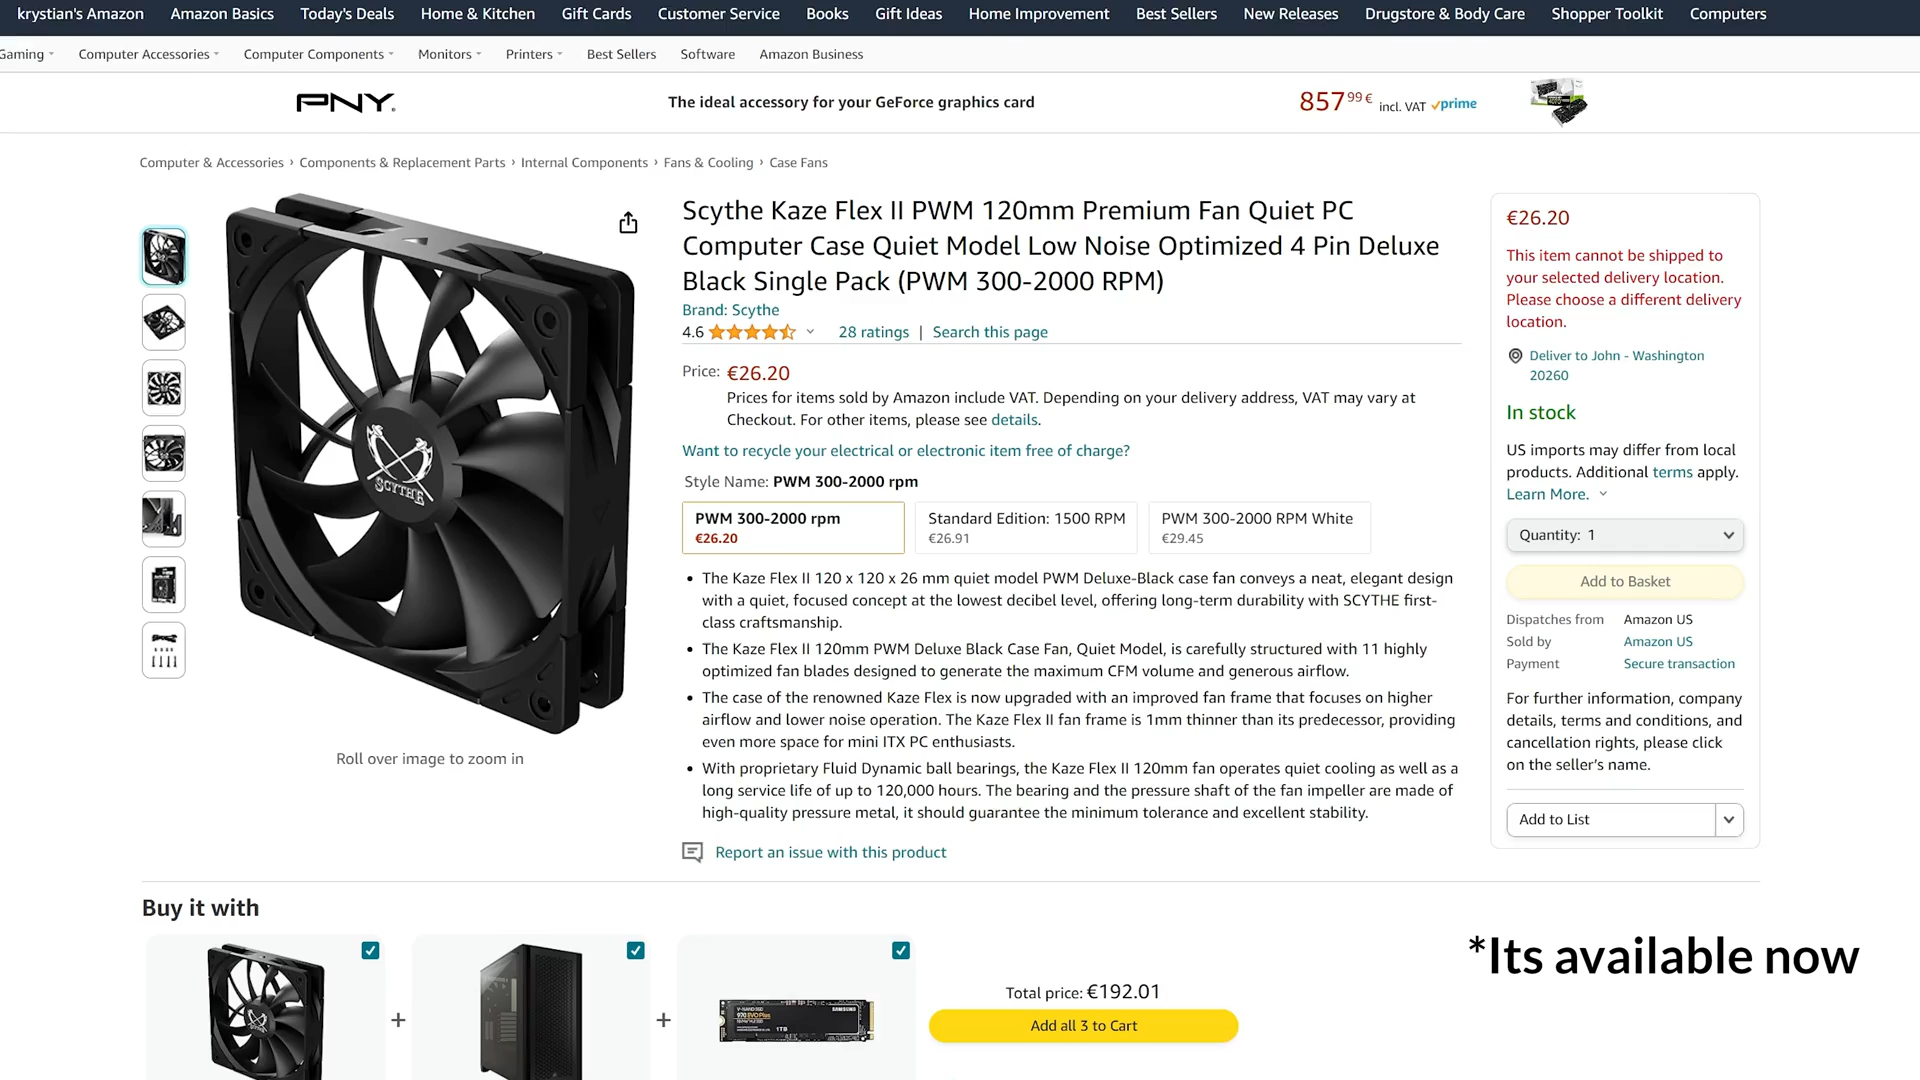 krystian's Amazon Amazon Basics Today's Deals Home & Kitchen Gift Cards Customer Service Books Gift Ideas Home Improvement Best Sellers New Releases Drugstore & Body Care Shopper Toolkit Computers
Gaming Computer Accessories Computer Components Monitors Printers Best Sellers Software Amazon Business
PNY The ideal accessory for your GeForce graphics card 857 99 € incl. VAT prime
Computer & Accessories › Components & Replacement Parts › Internal Components › Fans & Cooling › Case Fans
Scythe Kaze Flex II PWM 120mm Premium Fan Quiet PC
Computer Case Quiet Model Low Noise Optimized 4 Pin Deluxe
Black Single Pack (PWM 300-2000 RPM)
Brand: Scythe
4.6 28 ratings | Search this page
Price: €26.20
Prices for items sold by Amazon include VAT. Depending on your delivery address, VAT may vary at
Checkout. For other items, please see details.
Want to recycle your electrical or electronic item free of charge?
Style Name: PWM 300-2000 rpm
PWM 300-2000 rpm
€26.20
Standard Edition: 1500 RPM
€26.91
PWM 300-2000 RPM White
€29.45
• The Kaze Flex II 120 x 120 x 26 mm quiet model PWM Deluxe-Black case fan conveys a neat, elegant design
with a quiet, focused concept at the lowest decibel level, offering long-term durability with SCYTHE first-
class craftsmanship.
• The Kaze Flex II 120mm PWM Deluxe Black Case Fan, Quiet Model, is carefully structured with 11 highly
optimized fan blades designed to generate the maximum CFM volume and generous airflow.
• The case of the renowned Kaze Flex is now upgraded with an improved fan frame that focuses on higher
airflow and lower noise operation. The Kaze Flex II fan frame is 1mm thinner than its predecessor, providing
even more space for mini ITX PC enthusiasts.
• With proprietary Fluid Dynamic ball bearings, the Kaze Flex II 120mm fan operates quiet cooling as well as a
long service life of up to 120,000 hours. The bearing and the pressure shaft of the fan impeller are made of
high-quality pressure metal, it should guarantee the minimum tolerance and excellent stability.
Report an issue with this product
SCYTHE
Roll over image to zoom in
€26.20
This item cannot be shipped to
your selected delivery location.
Please choose a different delivery
location.
Deliver to John - Washington
20260
In stock
US imports may differ from local
products. Additional terms apply.
Learn More.
Quantity: 1
Add to Basket
Dispatches from Amazon US
Sold by Amazon US
Payment Secure transaction
For further information, company
details, terms and conditions, and
cancellation rights, please click
on the seller's name.
Add to List
Buy it with
+ +
V-NAND SSD
970 EVO Plus
1TB
SAMSUNG
Total price: €192.01
Add all 3 to Cart
*Its available now